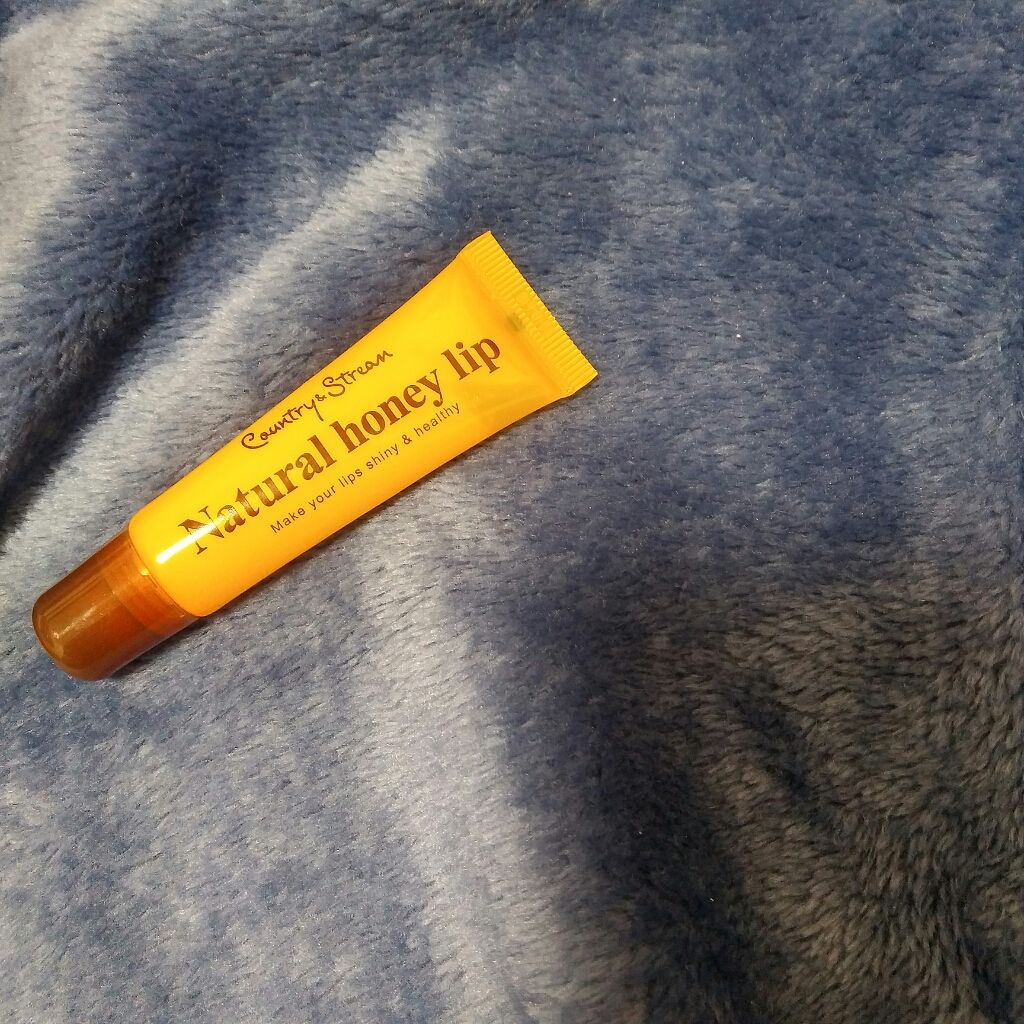 Country & Stream
Natural honey lip
Make your lips shiny & healthy